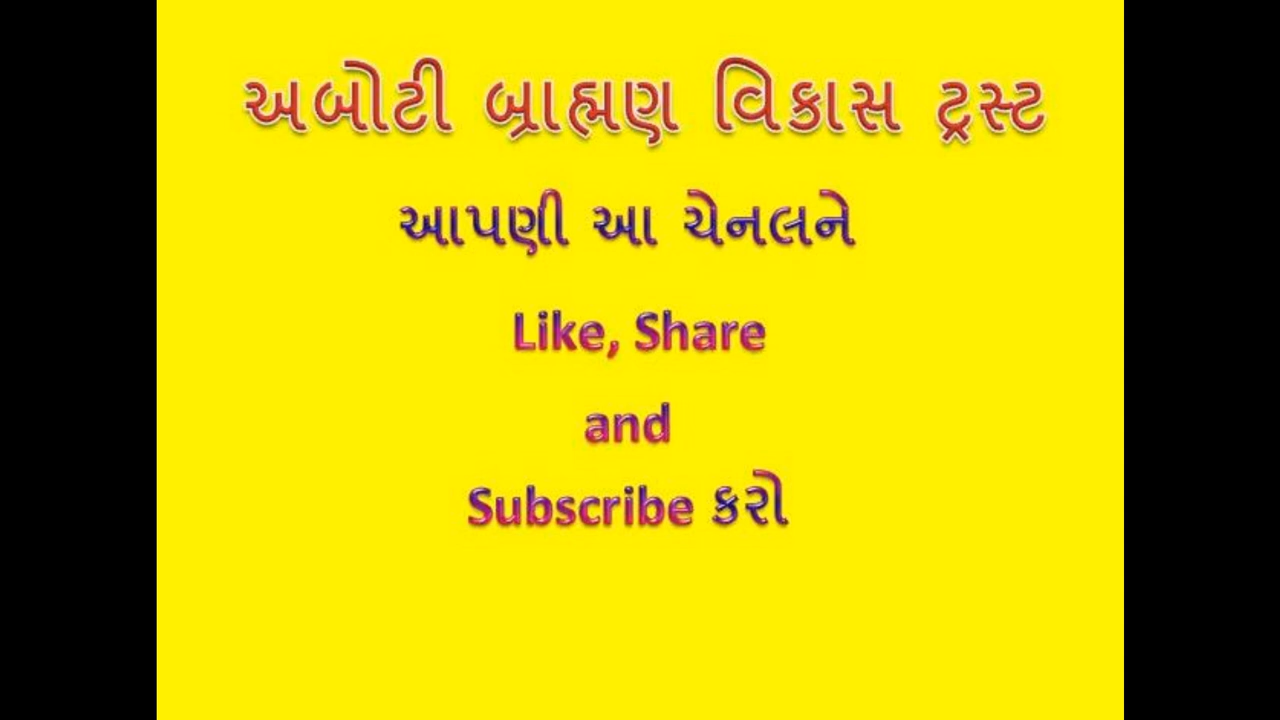 અબોટી બ્રાહ્મણ વિકાસ ટ્રસ્ટ
આપણી આ ચેનલને
Like, Share
and
Subscribe કરો